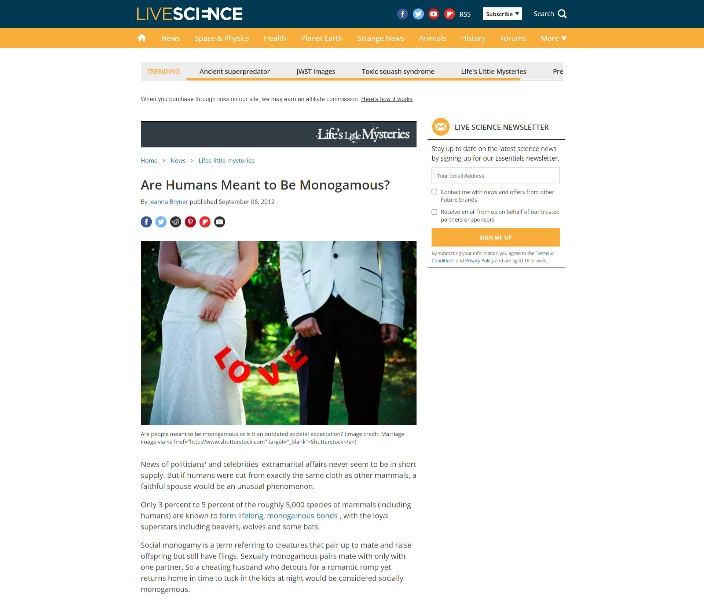 LIVESCIENCE
RSS
Subscribe ▼
Search
News
Space & Physics
Health
Planet Earth
Strange News
Animals
History
Forums
More ▼
TRENDING
Ancient superpredator
JWST images
Toxic squash syndrome
Life's Little Mysteries
Pre
When you purchase through links on our site, we may earn an affiliate commission. Here's how it works.
Life's Little Mysteries
Home > News > Lifes-little-mysteries
Are Humans Meant to Be Monogamous?
By Jeanna Bryner published September 06, 2012
LOVE
Are people meant to be monogamous or is it an outdated societal expectation? (Image credit: Marriage
image via <a href="http://www.shutterstock.com" target="_blank">Shutterstock</a>)
News of politicians' and celebrities' extramarital affairs never seem to be in short
supply. But if humans were cut from exactly the same cloth as other mammals, a
faithful spouse would be an unusual phenomenon.
Only 3 percent to 5 percent of the roughly 5,000 species of mammals (including
humans) are known to form lifelong, monogamous bonds , with the loyal
superstars including beavers, wolves and some bats.
Social monogamy is a term referring to creatures that pair up to mate and raise
offspring but still have flings. Sexually monogamous pairs mate with only with
one partner. So a cheating husband who detours for a romantic romp yet
returns home in time to tuck in the kids at night would be considered socially
monogamous.
LIVE SCIENCE NEWSLETTER
Stay up to date on the latest science news
by signing up for our Essentials newsletter.
Your Email Address
Contact me with news and offers from other
Future brands
Receive email from us on behalf of our trusted
partners or sponsors
SIGN ME UP
By submitting your information you agree to the Terms &
Conditions and Privacy Policy and are aged 16 or over.